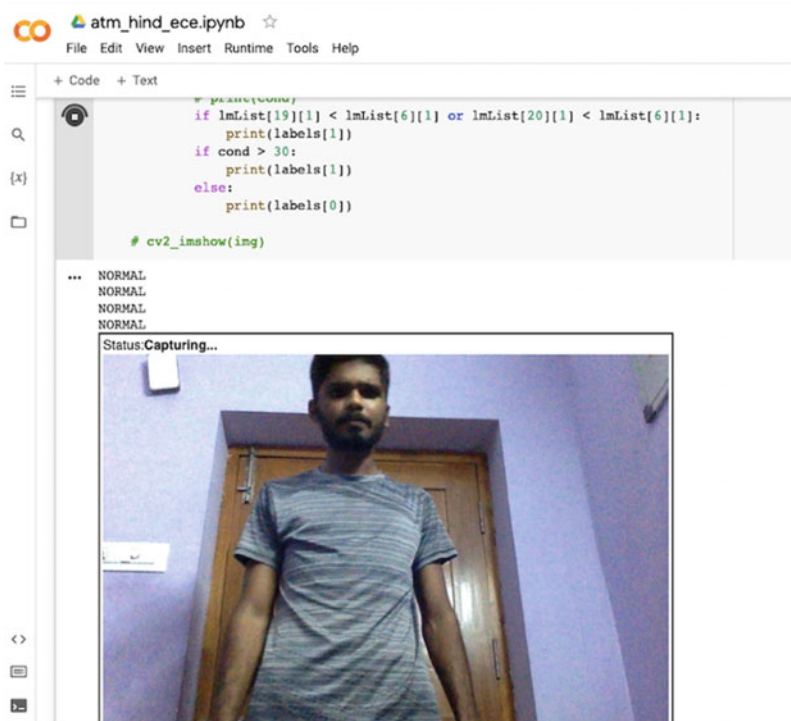 CO
atm_hind_ece.ipynb
File Edit View Insert Runtime Tools Help
+ Code + Text
# print(cond)
if lmList[19][1] < lmList[6][1] or lmList[20][1] < lmList[6][1]:
print(labels[1])
if cond > 30:
print(labels[1])
else:
print(labels[0])
# cv2_imshow(img)
{x}
... NORMAL
NORMAL
NORMAL
NORMAL
Status:Capturing...
<>